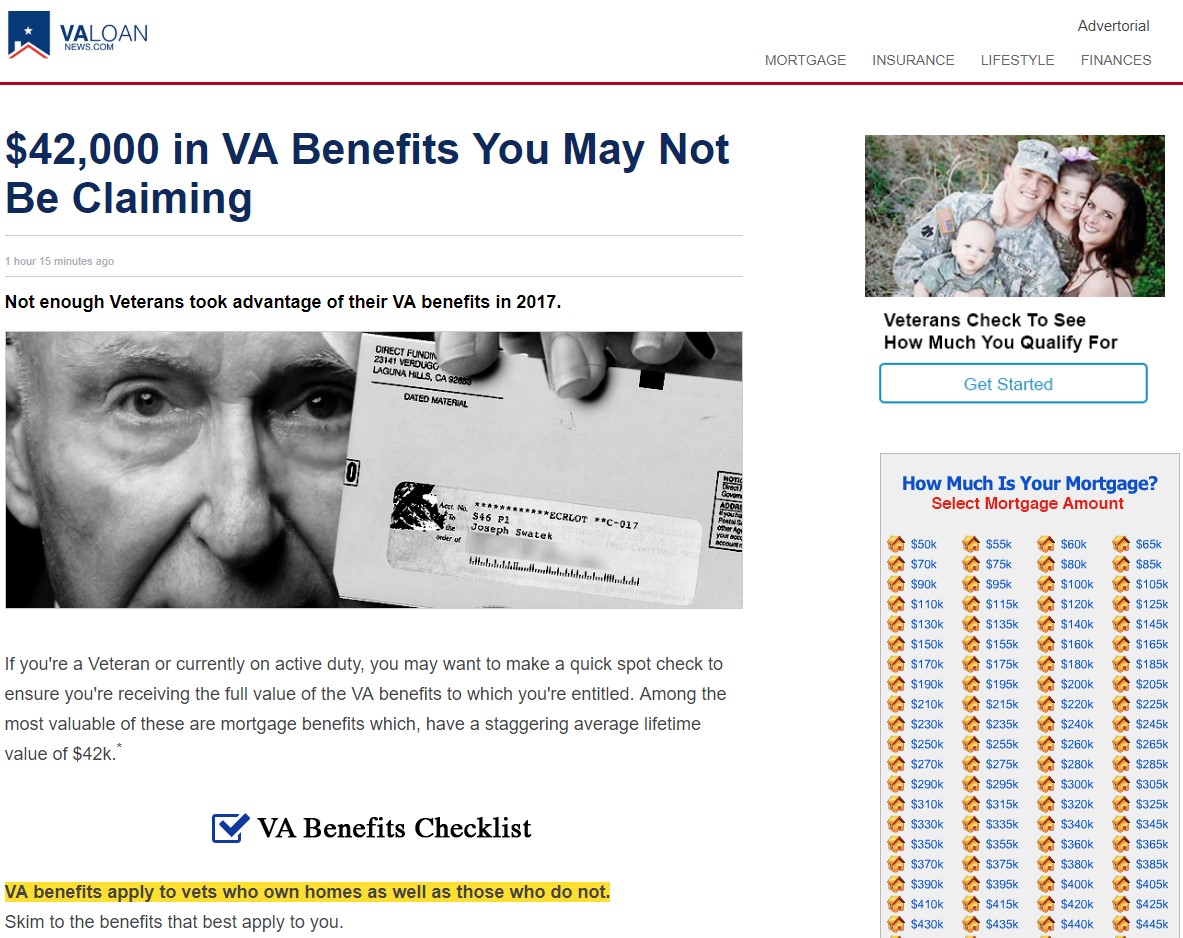 VALOAN
NEWS.COM
Advertorial
MORTGAGE INSURANCE LIFESTYLE FINANCES
$42,000 in VA Benefits You May Not
Be Claiming
1 hour 15 minutes ago
Not enough Veterans took advantage of their VA benefits in 2017.
DIRECT FUNDIN
23141 VERDUGO
LAGUNA HILLS, CA 92653
DATED MATERIAL
Acct. No. ************ECRLOT **C-017
To S46 P1
the Joseph Swatek
order of
If you're a Veteran or currently on active duty, you may want to make a quick spot check to
ensure you're receiving the full value of the VA benefits to which you're entitled. Among the
most valuable of these are mortgage benefits which, have a staggering average lifetime
value of $42k.*
VA Benefits Checklist
VA benefits apply to vets who own homes as well as those who do not.
Skim to the benefits that best apply to you.
U.S. ARMY
Veterans Check To See
How Much You Qualify For
Get Started
How Much Is Your Mortgage?
Select Mortgage Amount
$50k $55k $60k $65k
$70k $75k $80k $85k
$90k $95k $100k $105k
$110k $115k $120k $125k
$130k $135k $140k $145k
$150k $155k $160k $165k
$170k $175k $180k $185k
$190k $195k $200k $205k
$210k $215k $220k $225k
$230k $235k $240k $245k
$250k $255k $260k $265k
$270k $275k $280k $285k
$290k $295k $300k $305k
$310k $315k $320k $325k
$330k $335k $340k $345k
$350k $355k $360k $365k
$370k $375k $380k $385k
$390k $395k $400k $405k
$410k $415k $420k $425k
$430k $435k $440k $445k